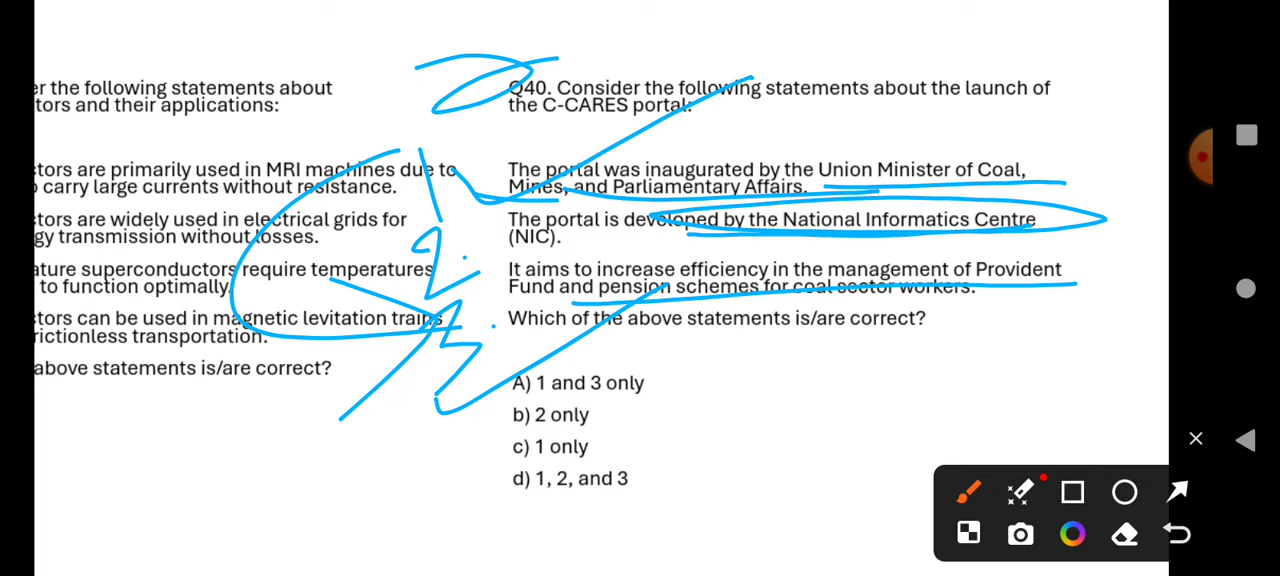 er the following statements about
tors and their applications:
ctors are primarily used in MRI machines due to
o carry large currents without resistance.
ctors are widely used in electrical grids for
gy transmission without losses.
ature superconductors require temperatures
to function optimally.
ctors can be used in magnetic levitation trains
rictionless transportation.
above statements is/are correct?
Q40. Consider the following statements about the launch of
the C-CARES portal:
The portal was inaugurated by the Union Minister of Coal,
Mines, and Parliamentary Affairs.
The portal is developed by the National Informatics Centre
(NIC).
It aims to increase efficiency in the management of Provident
Fund and pension schemes for coal sector workers.
Which of the above statements is/are correct?
A) 1 and 3 only
b) 2 only
c) 1 only
d) 1, 2, and 3
1
2.
3.